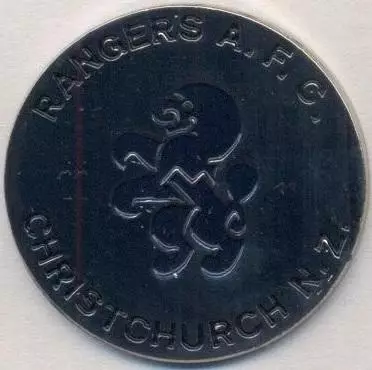 RANGERS A.F.C.
CHRISTCHURCH N.Z.